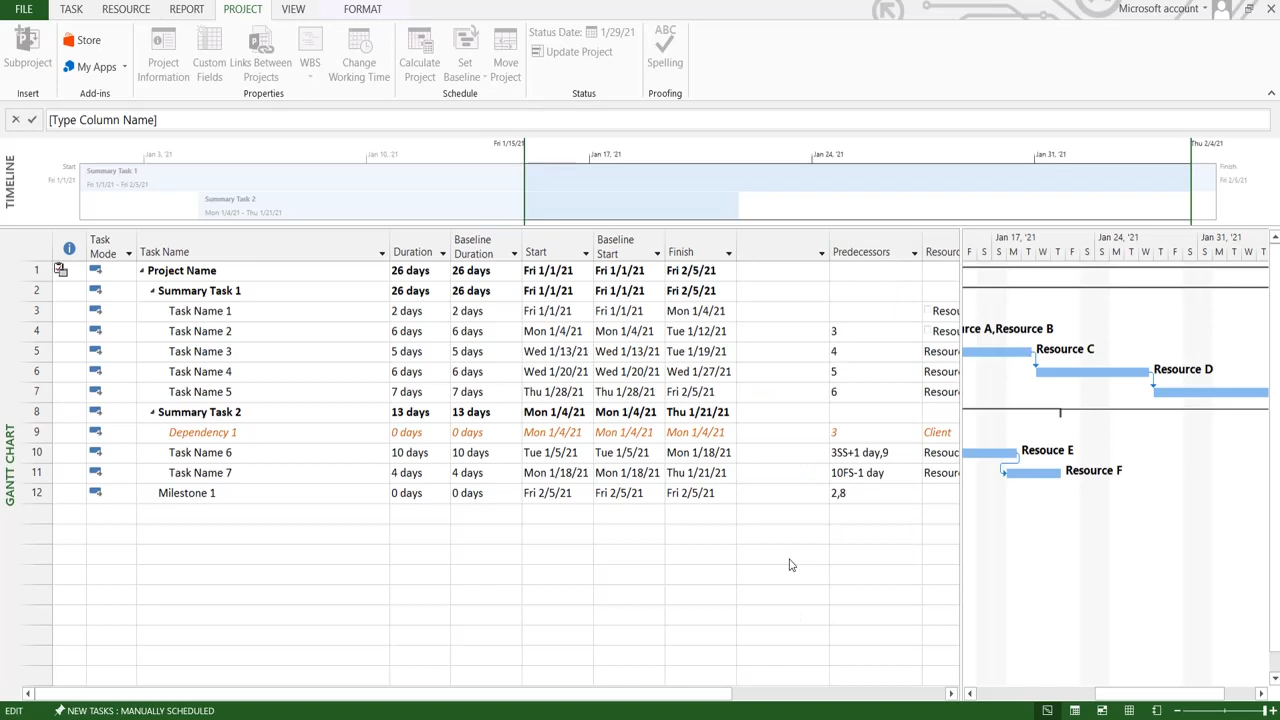 FILE TASK RESOURCE REPORT PROJECT VIEW FORMAT Microsoft account
Subproject
Store
My Apps
Project Information
Custom Fields
Links Between Projects
WBS
Change Working Time
Calculate Project
Set Baseline
Move Project
Status Date: 1/29/21
Update Project
ABC
Spelling
Insert Add-ins Properties Schedule Status Proofing
[Type Column Name]
TIMELINE
Fri 1/15/21 Thu 2/4/21
Jan 3, '21 Jan 10, '21 Jan 17, '21 Jan 24, '21 Jan 31, '21
Start
Fri 1/1/21
Summary Task 1
Fri 1/1/21 - Fri 2/5/21
Summary Task 2
Mon 1/4/21 - Thu 1/21/21
Finish
Fri 2/5/21
GANTT CHART
Task Mode Task Name Duration Baseline Duration Start Baseline Start Finish Predecessors Resourc
1 Project Name 26 days 26 days Fri 1/1/21 Fri 1/1/21 Fri 2/5/21
2 Summary Task 1 26 days 26 days Fri 1/1/21 Fri 1/1/21 Fri 2/5/21
3 Task Name 1 2 days 2 days Fri 1/1/21 Fri 1/1/21 Mon 1/4/21 Resou
4 Task Name 2 6 days 6 days Mon 1/4/21 Mon 1/4/21 Tue 1/12/21 3 Resou
5 Task Name 3 5 days 5 days Wed 1/13/21 Wed 1/13/21 Tue 1/19/21 4 Resour
6 Task Name 4 6 days 6 days Wed 1/20/21 Wed 1/20/21 Wed 1/27/21 5 Resour
7 Task Name 5 7 days 7 days Thu 1/28/21 Thu 1/28/21 Fri 2/5/21 6 Resour
8 Summary Task 2 13 days 13 days Mon 1/4/21 Mon 1/4/21 Thu 1/21/21
9 Dependency 1 0 days 0 days Mon 1/4/21 Mon 1/4/21 Mon 1/4/21 3 Client
10 Task Name 6 10 days 10 days Tue 1/5/21 Tue 1/5/21 Mon 1/18/21 3SS+1 day,9 Resouc
11 Task Name 7 4 days 4 days Mon 1/18/21 Mon 1/18/21 Thu 1/21/21 10FS-1 day Resour
12 Milestone 1 0 days 0 days Fri 2/5/21 Fri 2/5/21 Fri 2/5/21 2,8
Jan 17, '21 Jan 24, '21 Jan 31, '21
F S S M T W T F S S M T W T F S S M T W T
urce A,Resource B
Resource C
Resource D
Resouce E
Resource F
EDIT NEW TASKS : MANUALLY SCHEDULED